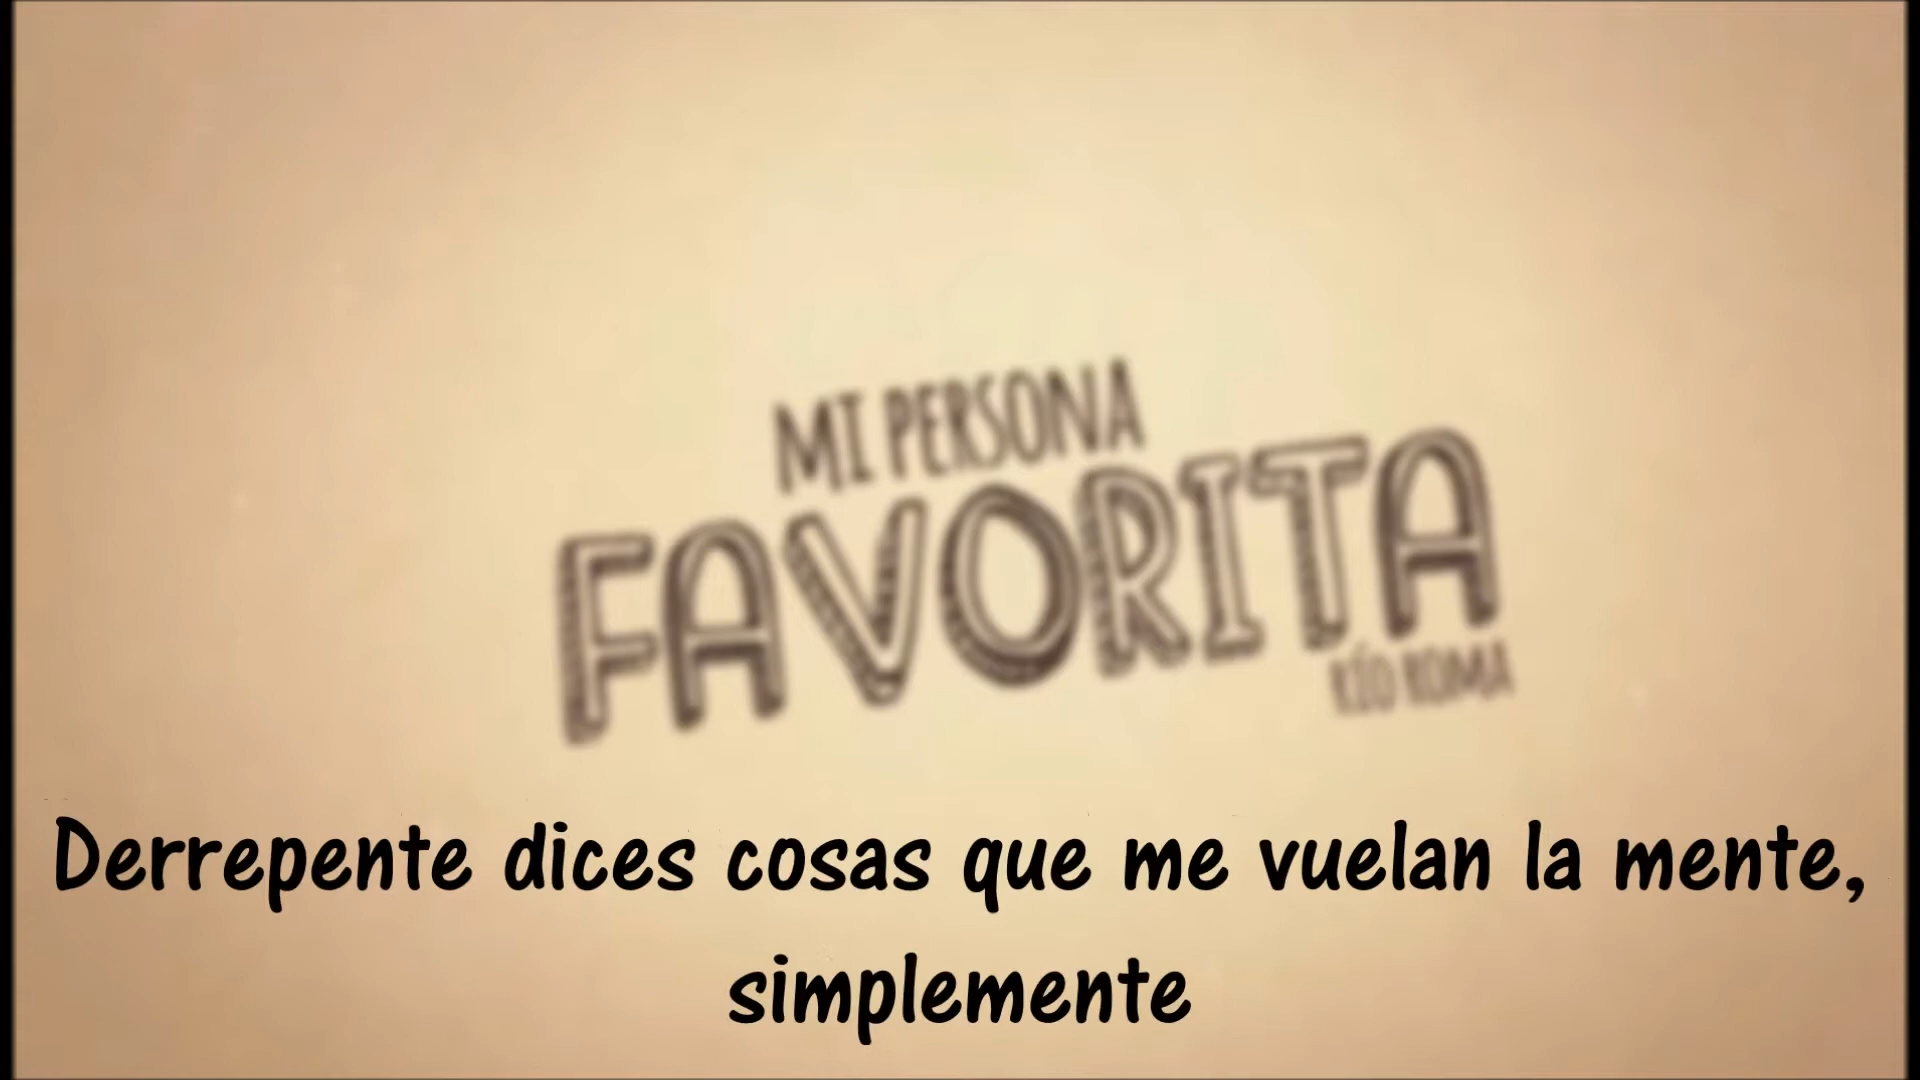 MI PERSONA
FAVORITA
RÍO ROMA
Derrepente dices cosas que me vuelan la mente,
simplemente